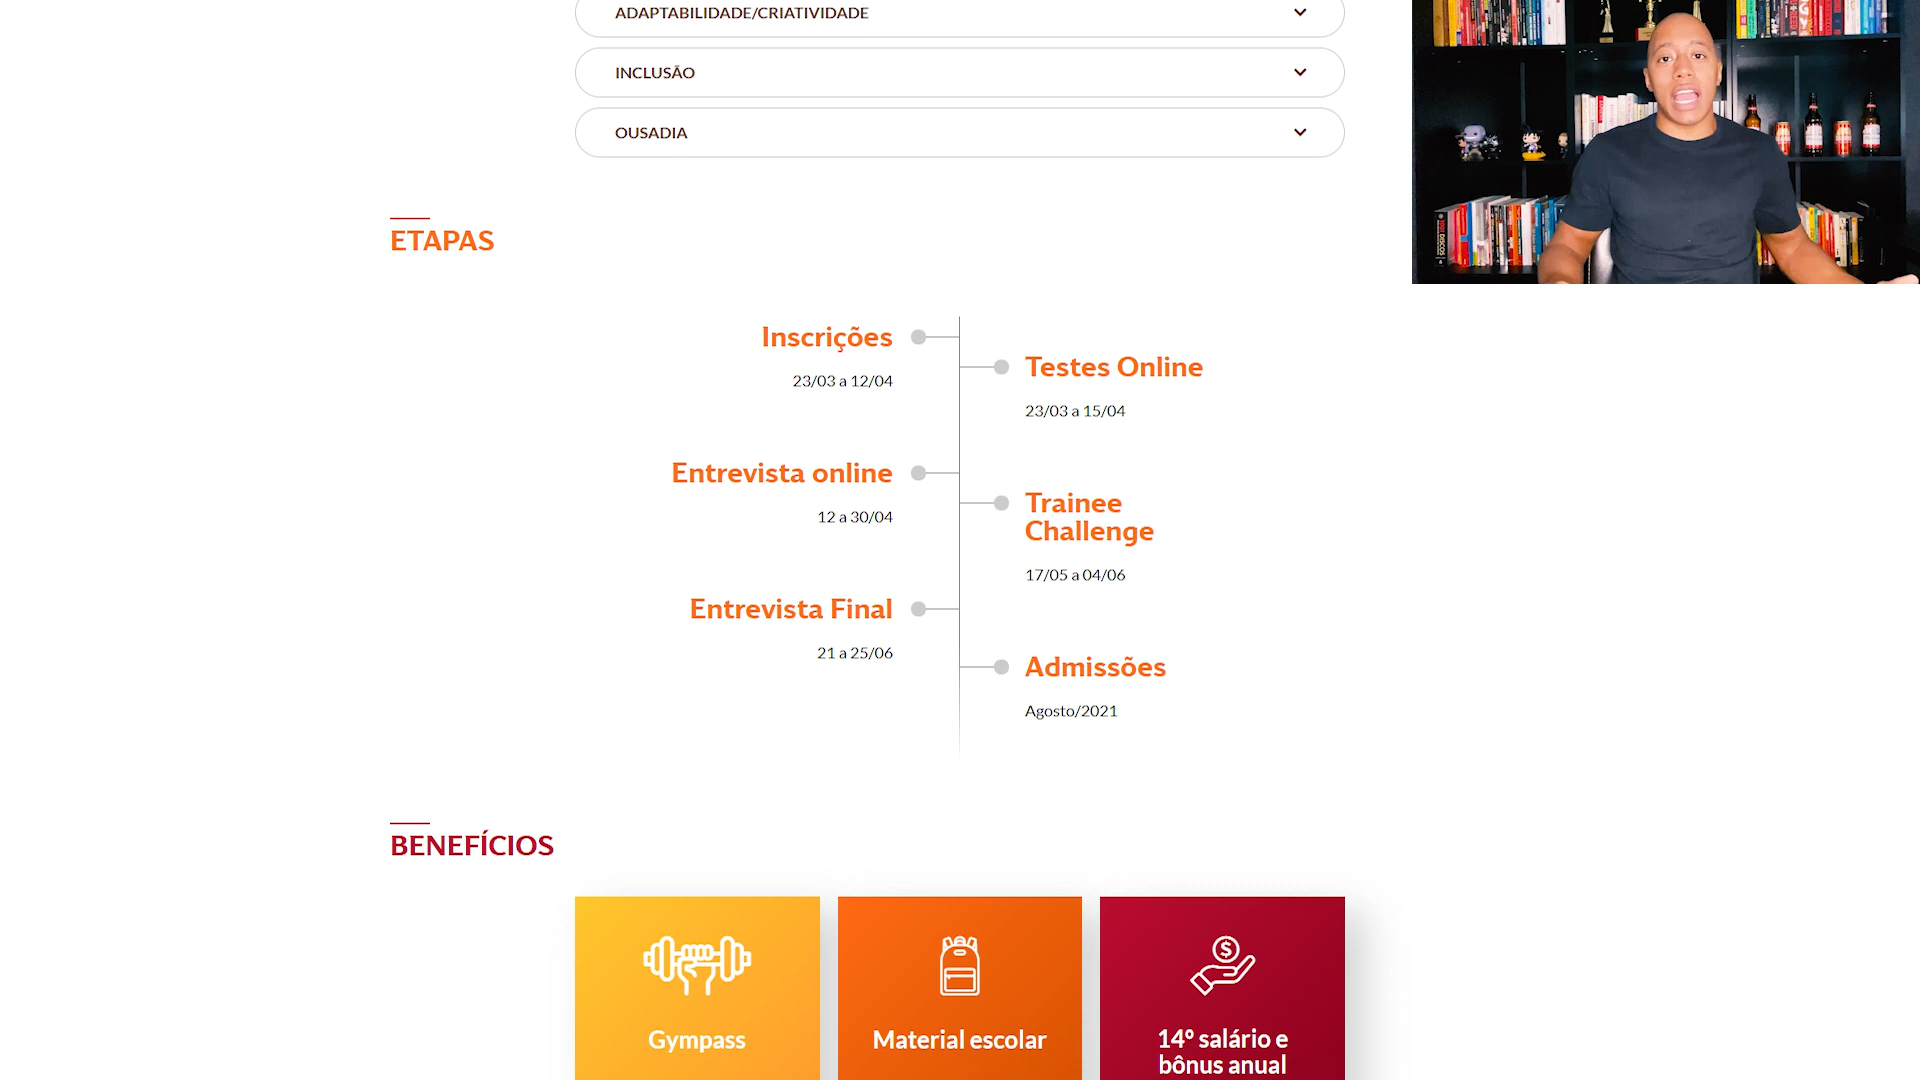 ADAPTABILIDADE/CRIATIVIDADE
INCLUSÃO
OUSADIA
ETAPAS
Inscrições
23/03 a 12/04
Testes Online
23/03 a 15/04
Entrevista online
12 a 30/04
Trainee
Challenge
17/05 a 04/06
Entrevista Final
21 a 25/06
Admissões
Agosto/2021
BENEFÍCIOS
Gympass
Material escolar
14º salário e
bônus anual